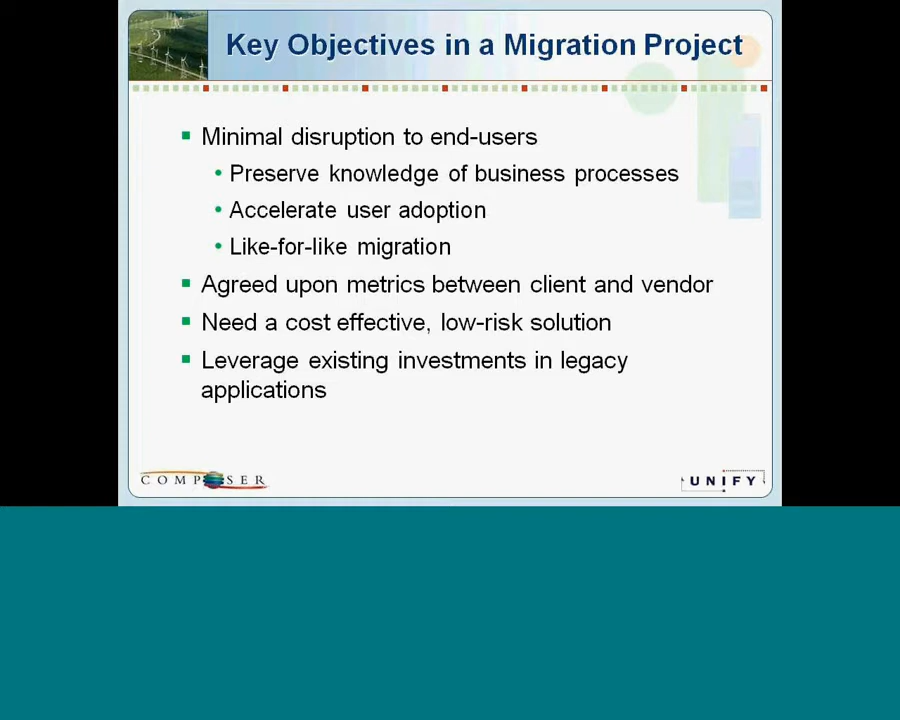 Key Objectives in a Migration Project
Minimal disruption to end-users
Preserve knowledge of business processes
Accelerate user adoption
Like-for-like migration
Agreed upon metrics between client and vendor
Need a cost effective, low-risk solution
Leverage existing investments in legacy
applications
COMPOSER
UNIFY